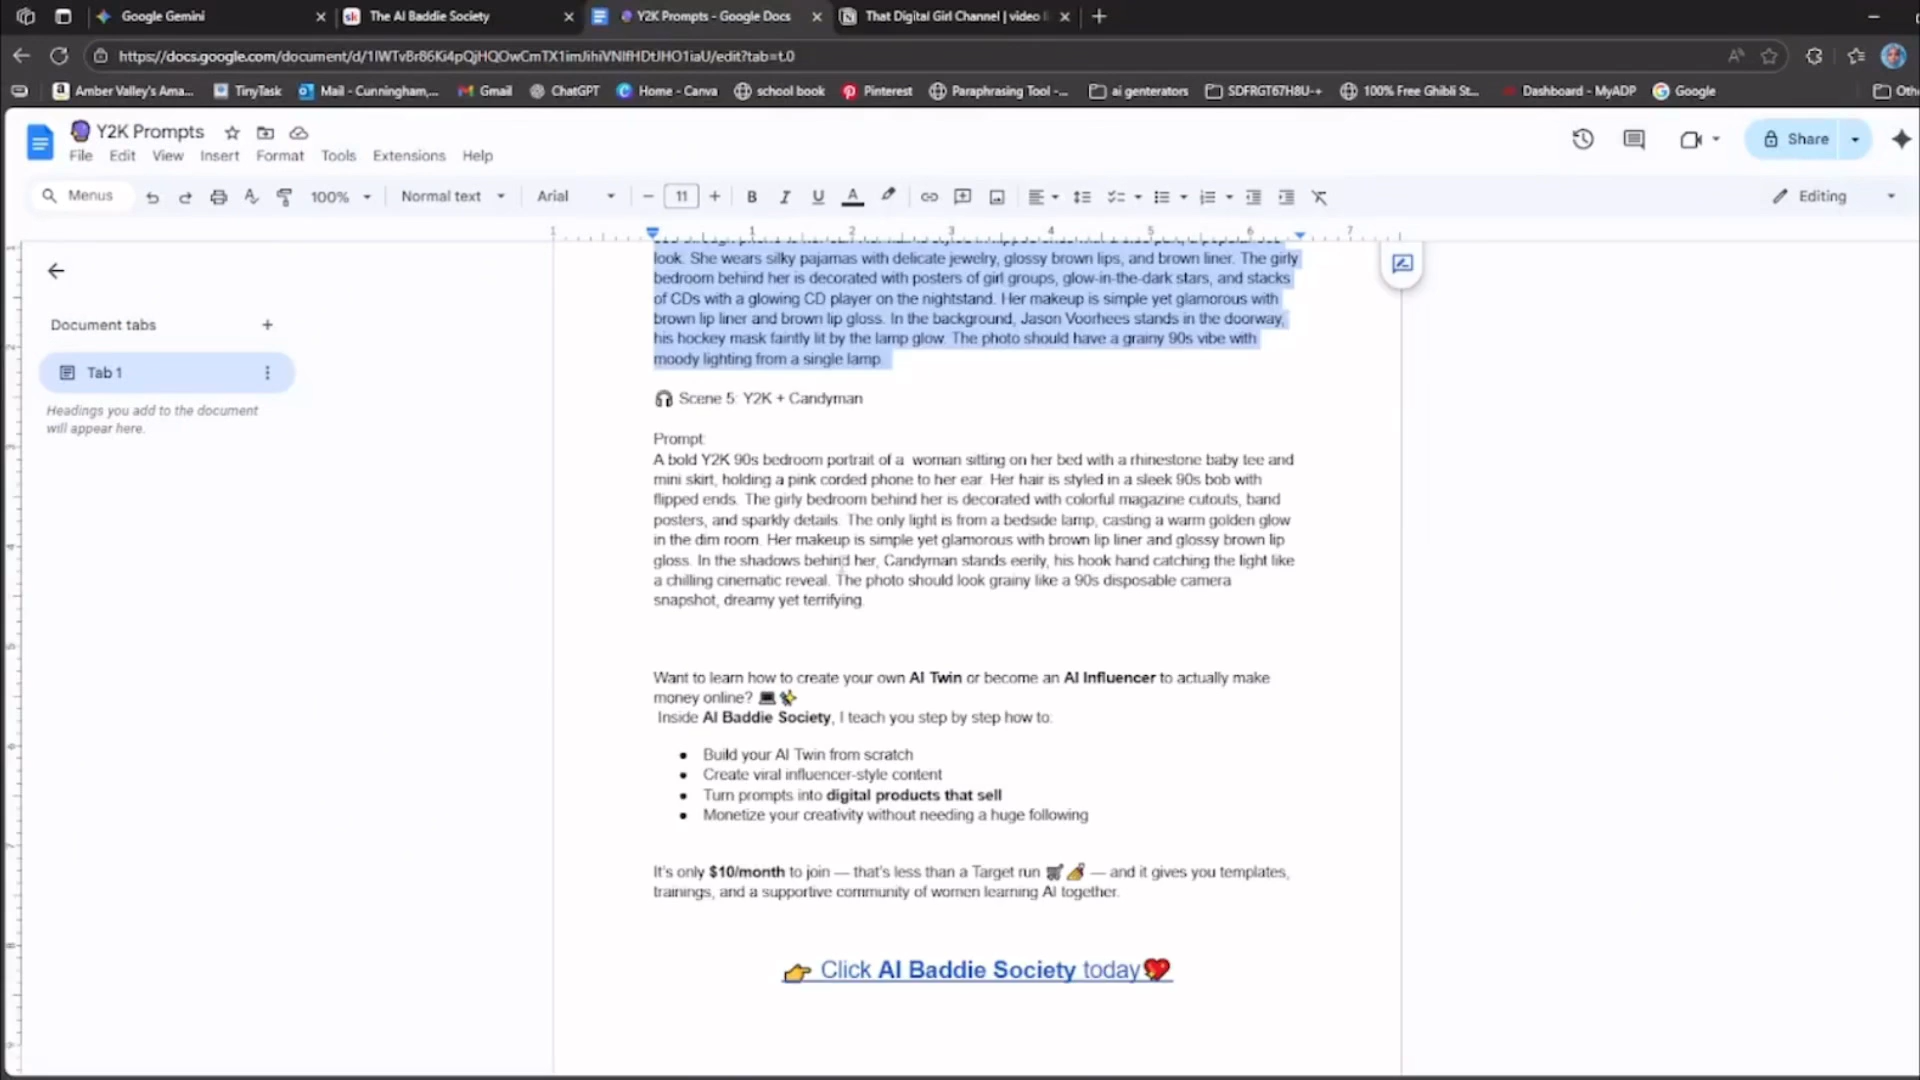 Google Gemini
The AI Baddie Society
Y2K Prompts - Google Docs
That Digital Girl Channel | video
Amber Valley's Ama...
TinyTask
Mail - Cunningham,...
Gmail
ChatGPT
Home - Canva
school book
Pinterest
Paraphrasing Tool -...
ai genterators
SDFRGT67H8U-+
100% Free Ghibli St...
Dashboard - MyADP
Google
Oth
Y2K Prompts
File Edit View Insert Format Tools Extensions Help
Share
Menus
100%
Normal text
Arial
11
Editing
1 1 2 3 4 5 6 7
Document tabs
Tab 1
Headings you add to the document
will appear here.
look. She wears silky pajamas with delicate jewelry, glossy brown lips, and brown liner. The girly
bedroom behind her is decorated with posters of girl groups, glow-in-the-dark stars, and stacks
of CDs with a glowing CD player on the nightstand. Her makeup is simple yet glamorous with
brown lip liner and brown lip gloss. In the background, Jason Voorhees stands in the doorway,
his hockey mask faintly lit by the lamp glow. The photo should have a grainy 90s vibe with
moody lighting from a single lamp.
🎧 Scene 5: Y2K + Candyman
Prompt:
A bold Y2K 90s bedroom portrait of a  woman sitting on her bed with a rhinestone baby tee and
mini skirt, holding a pink corded phone to her ear. Her hair is styled in a sleek 90s bob with
flipped ends. The girly bedroom behind her is decorated with colorful magazine cutouts, band
posters, and sparkly details. The only light is from a bedside lamp, casting a warm golden glow
in the dim room. Her makeup is simple yet glamorous with brown lip liner and glossy brown lip
gloss. In the shadows behind her, Candyman stands eerily, his hook hand catching the light like
a chilling cinematic reveal. The photo should look grainy like a 90s disposable camera
snapshot, dreamy yet terrifying.
Want to learn how to create your own AI Twin or become an AI Influencer to actually make
money online? 💻✨
Inside AI Baddie Society, I teach you step by step how to:
● Build your AI Twin from scratch
● Create viral influencer-style content
● Turn prompts into digital products that sell
● Monetize your creativity without needing a huge following
It's only $10/month to join — that's less than a Target run 🛒💅 — and it gives you templates,
trainings, and a supportive community of women learning AI together.
👉 Click AI Baddie Society today💖